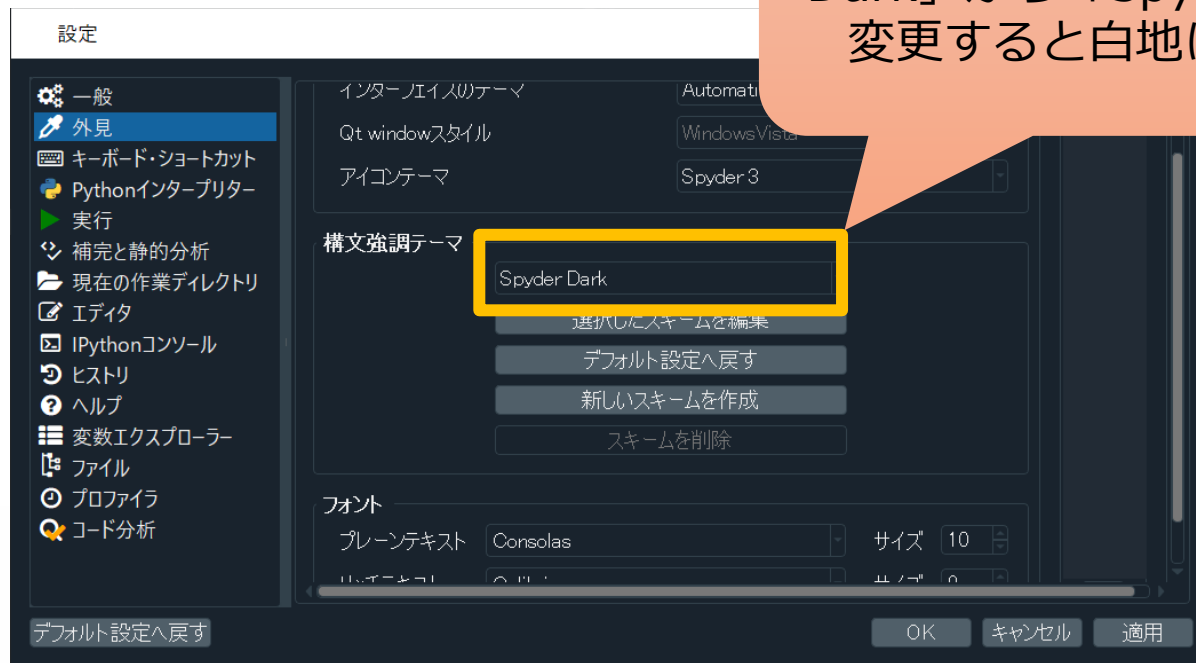 設定
変更すると白地に
一般
外見
キーボード・ショートカット
Pythonインタープリター
実行
補完と静的分析
現在の作業ディレクトリ
エディタ
IPythonコンソール
ヒストリ
ヘルプ
変数エクスプローラー
ファイル
プロファイラ
コード分析
インターフェイスのテーマ
Qt windowスタイル WindowsVista
アイコンテーマ Spyder 3
構文強調テーマ
Spyder Dark
選択したスキームを編集
デフォルト設定へ戻す
新しいスキームを作成
スキームを削除
フォント
プレーンテキスト Consolas サイズ 10
デフォルト設定へ戻す OK キャンセル 適用